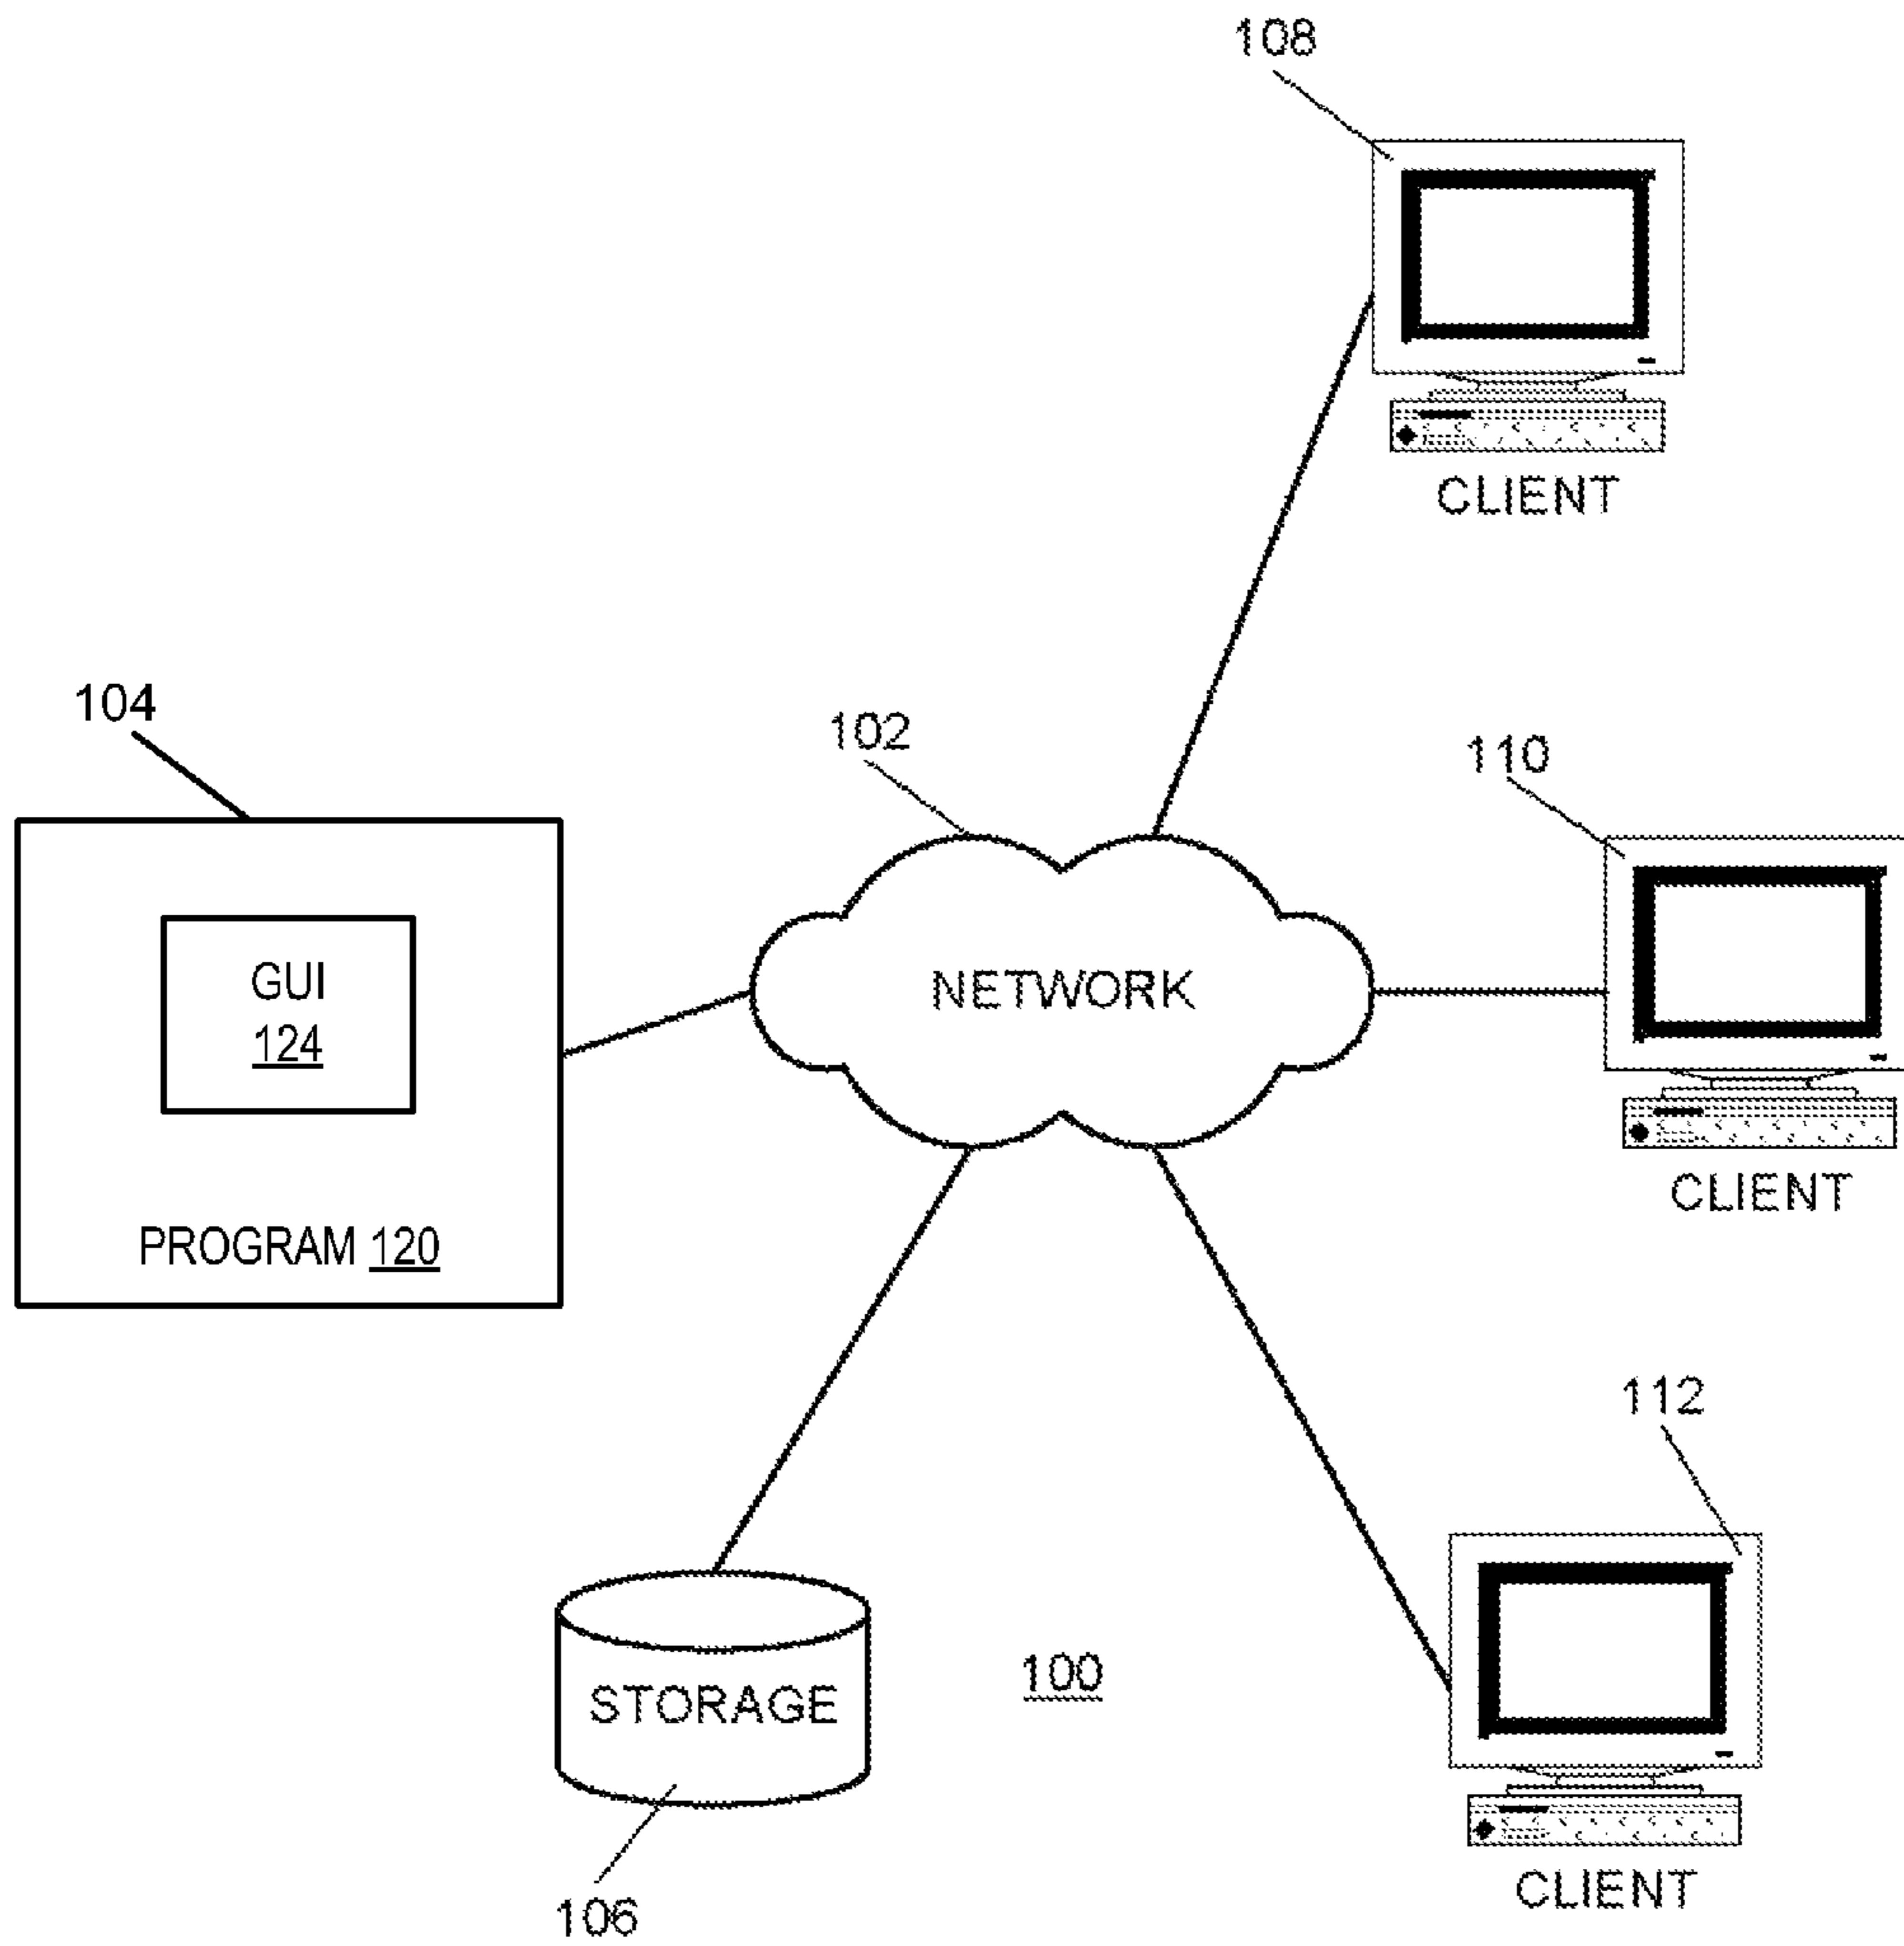 108
CLIENT
104
102
110
GUI
124
NETWORK
PROGRAM 120
CLIENT
112
STORAGE
100
106
CLIENT